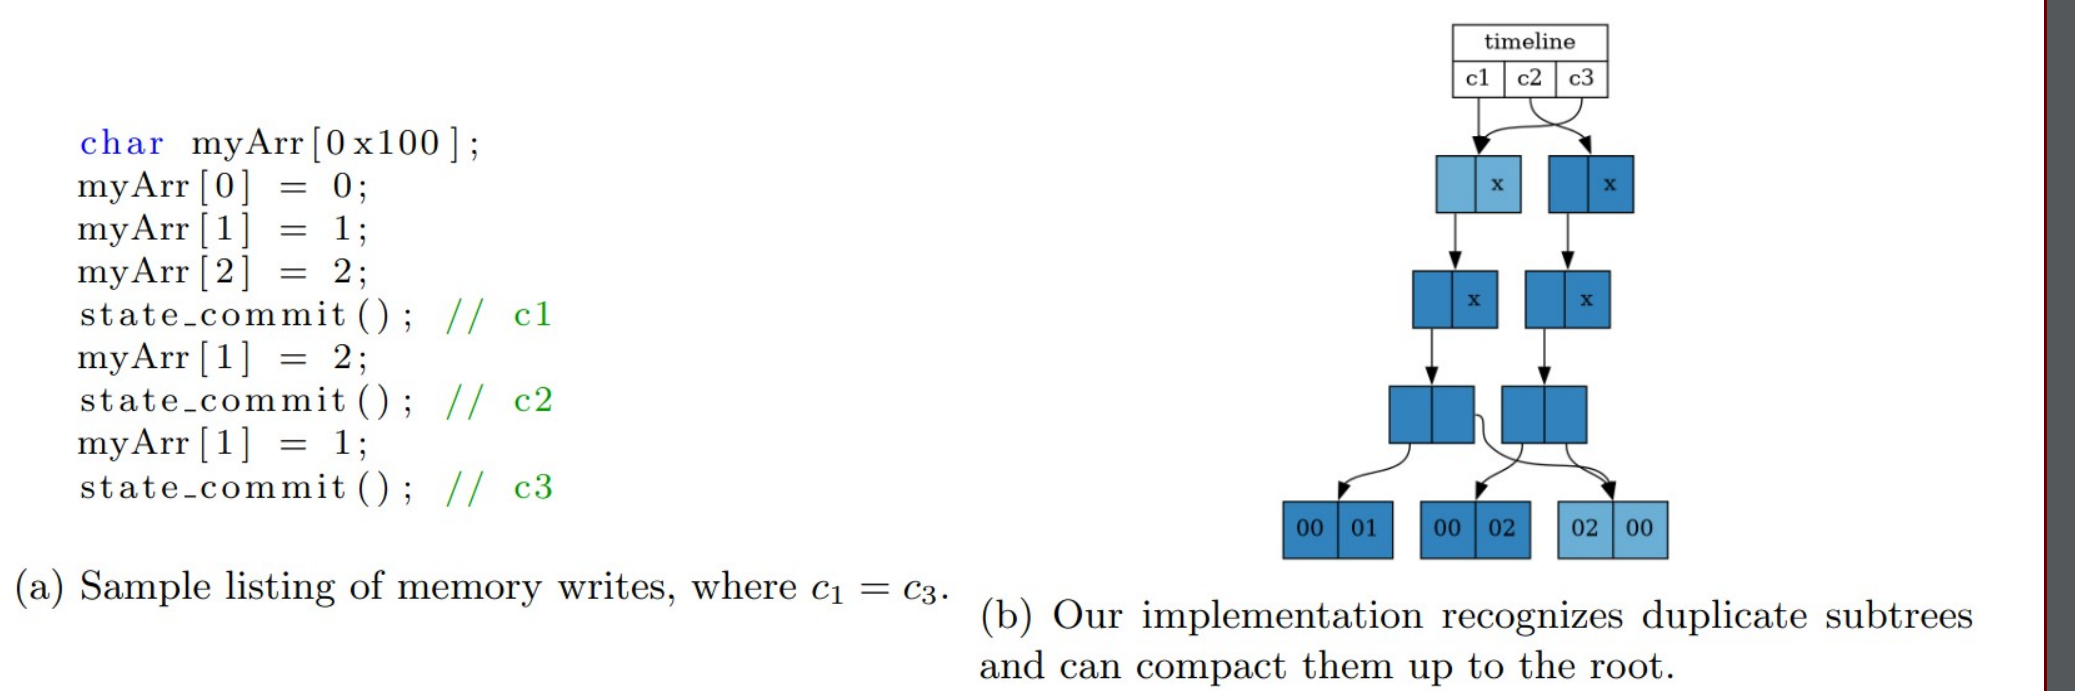 char myArr[0x100];
myArr[0] = 0;
myArr[1] = 1;
myArr[2] = 2;
state_commit(); // c1
myArr[1] = 2;
state_commit(); // c2
myArr[1] = 1;
state_commit(); // c3
(a) Sample listing of memory writes, where c₁ = c₃.
timeline
c1 c2 c3
x x
x x
00 01 00 02 02 00
(b) Our implementation recognizes duplicate subtrees
and can compact them up to the root.